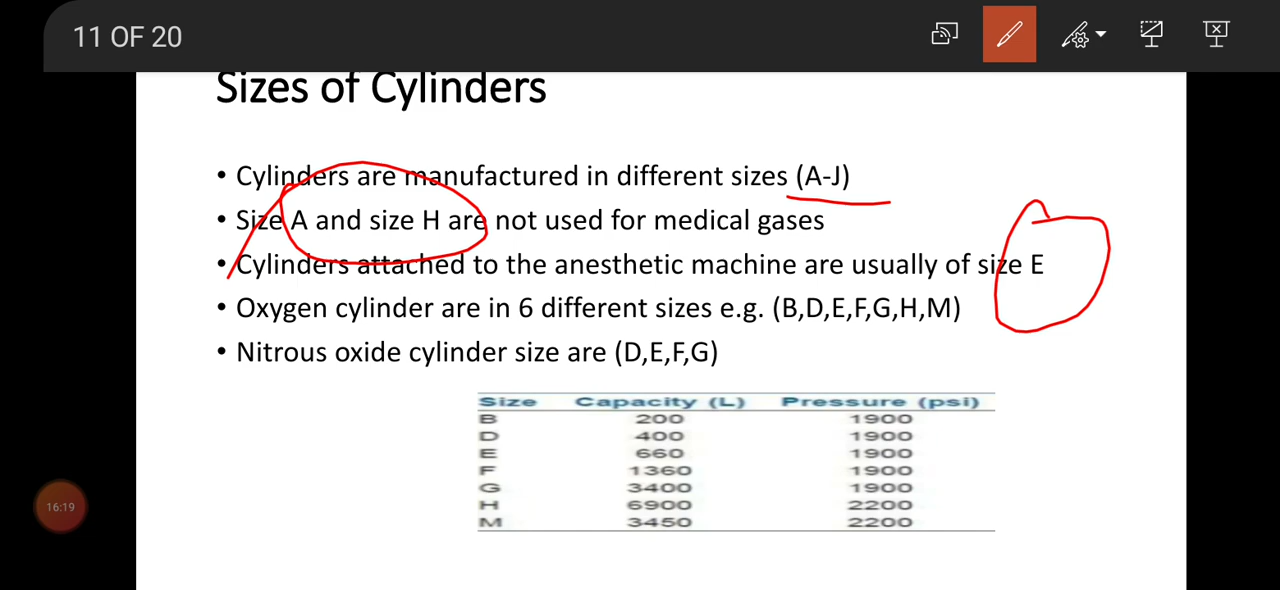 11 OF 20
Sizes of Cylinders
• Cylinders are manufactured in different sizes (A-J)
• Size A and size H are not used for medical gases
• Cylinders attached to the anesthetic machine are usually of size E
• Oxygen cylinder are in 6 different sizes e.g. (B,D,E,F,G,H,M)
• Nitrous oxide cylinder size are (D,E,F,G)
Size Capacity (L) Pressure (psi)
B 200 1900
D 400 1900
E 660 1900
F 1360 1900
G 3400 1900
H 6900 2200
M 3450 2200
16:19